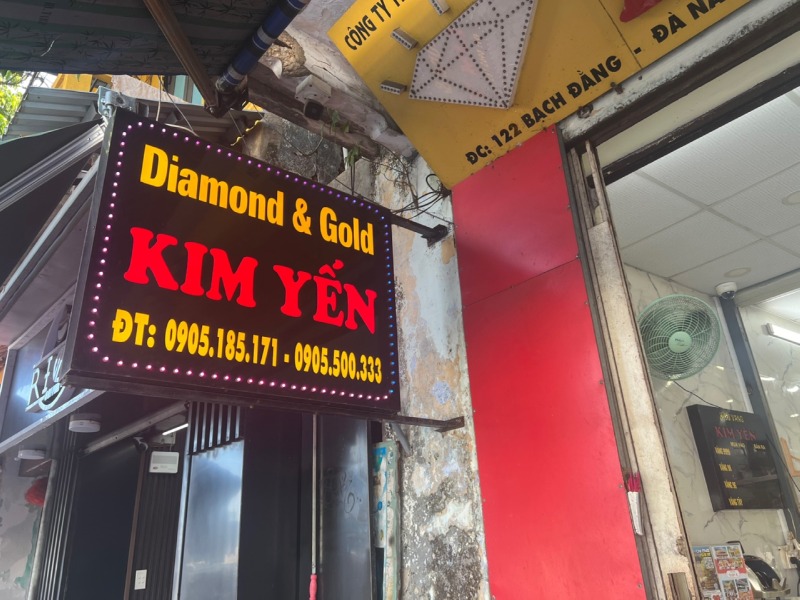 CÔNG TY
ĐC: 122 BẠCH ĐẰNG - ĐÀ NẴ
Diamond & Gold
KIM YẾN
ĐT: 0905.185.171 - 0905.500.333
KIM YẾN